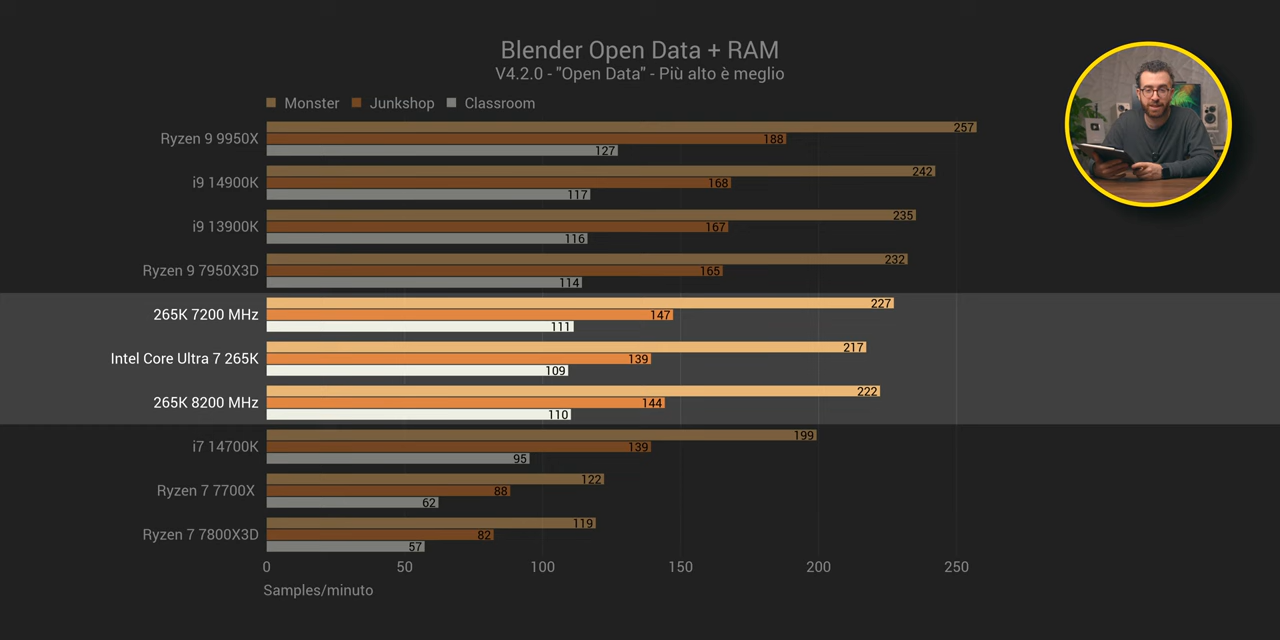 Blender Open Data + RAM
V4.2.0 - "Open Data" - Più alto è meglio
Monster Junkshop Classroom
Ryzen 9 9950X 257 188 127
i9 14900K 242 168 117
i9 13900K 235 167 116
Ryzen 9 7950X3D 232 165 114
265K 7200 MHz 227 147 111
Intel Core Ultra 7 265K 217 139 109
265K 8200 MHz 222 144 110
i7 14700K 199 139 95
Ryzen 7 7700X 122 88 62
Ryzen 7 7800X3D 119 82 57
0 50 100 150 200 250
Samples/minuto